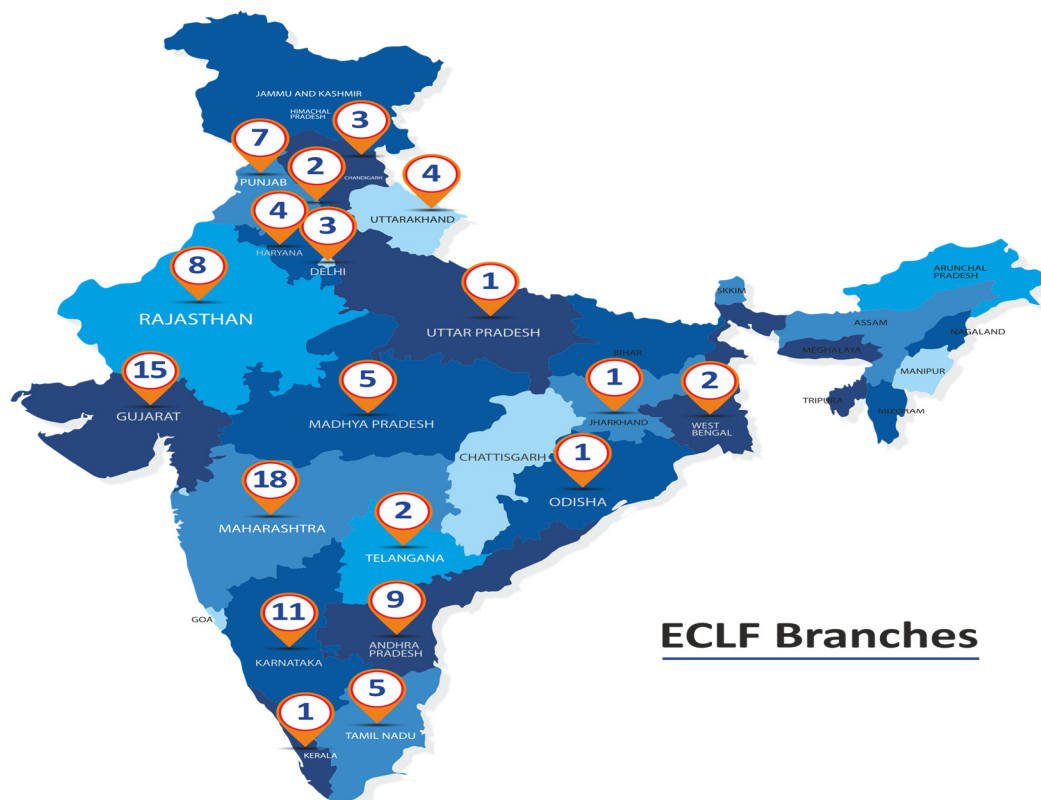 JAMMU AND KASHMIR
HIMACHAL
PRADESH
3
7
2
CHANDIGARH
PUNJAB
4
UTTARAKHAND
4
3
HARYANA
DELHI
8
RAJASTHAN
1
UTTAR PRADESH
ARUNCHAL
PRADESH
SKKIM
ASSAM
NAGALAND
MEGHALAYA
MANIPUR
TRIPURA
MIZORAM
BIHAR
15
GUJARAT
5
MADHYA PRADESH
1
JHARKHAND
2
WEST
BENGAL
CHATTISGARH
1
ODISHA
18
MAHARASHTRA
2
TELANGANA
GOA
11
KARNATAKA
9
ANDHRA
PRADESH
ECLF Branches
5
TAMIL NADU
1
KERALA